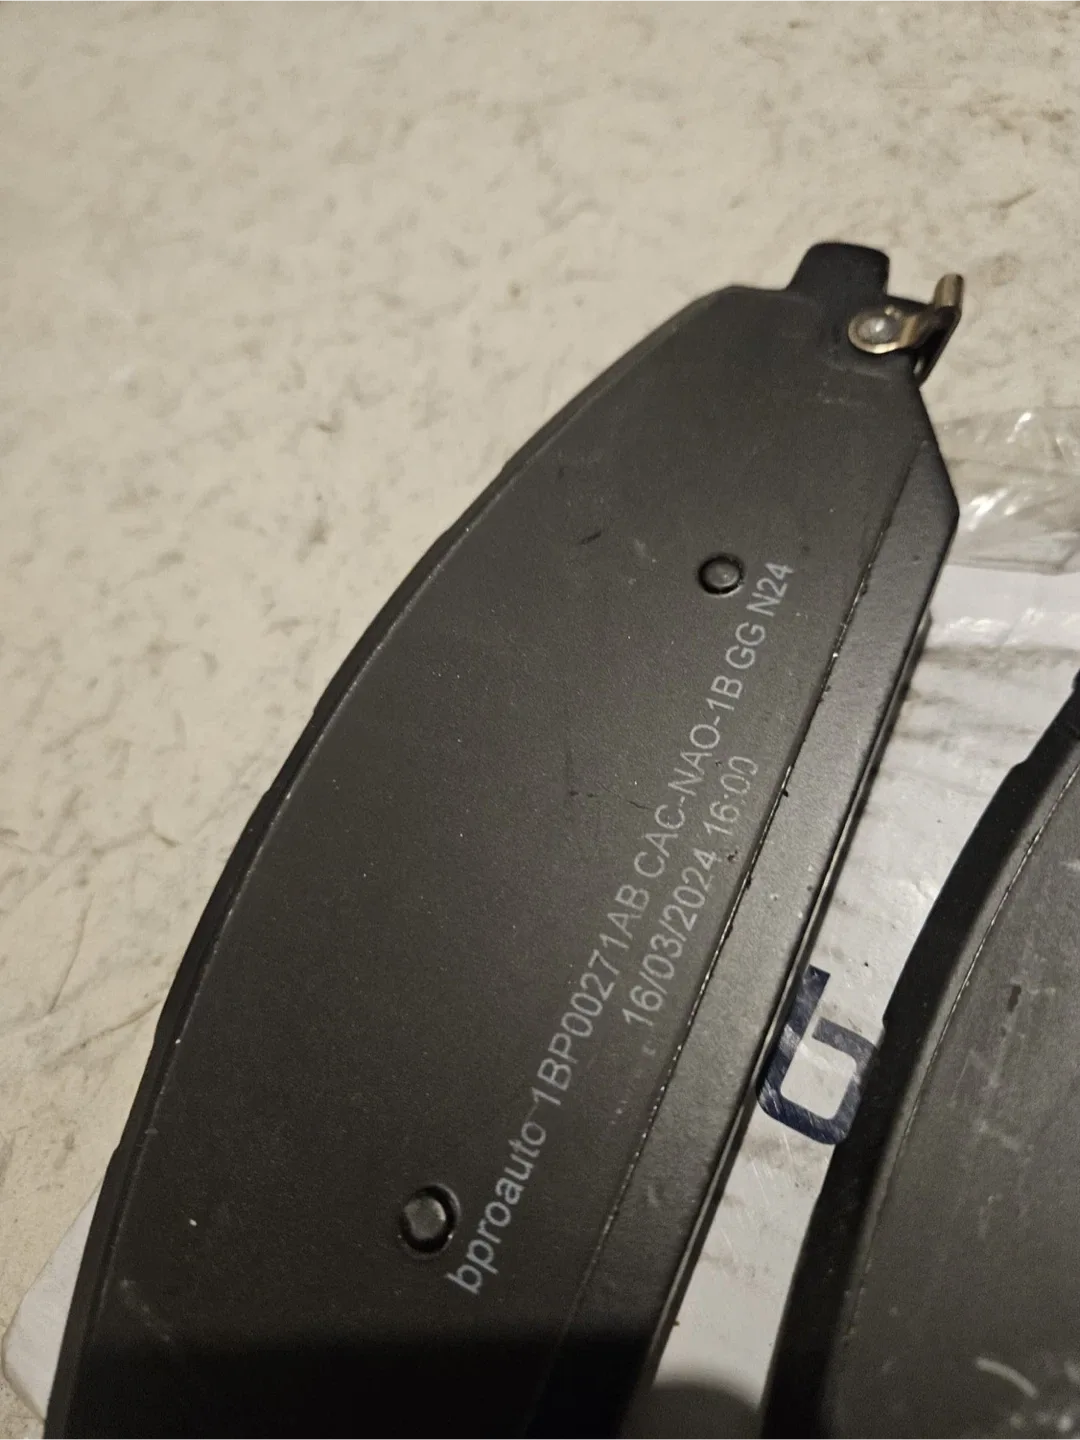 bproauto 1BP00271AB CAC-NAO-1B GG N24
16/03/2024 16:00
G